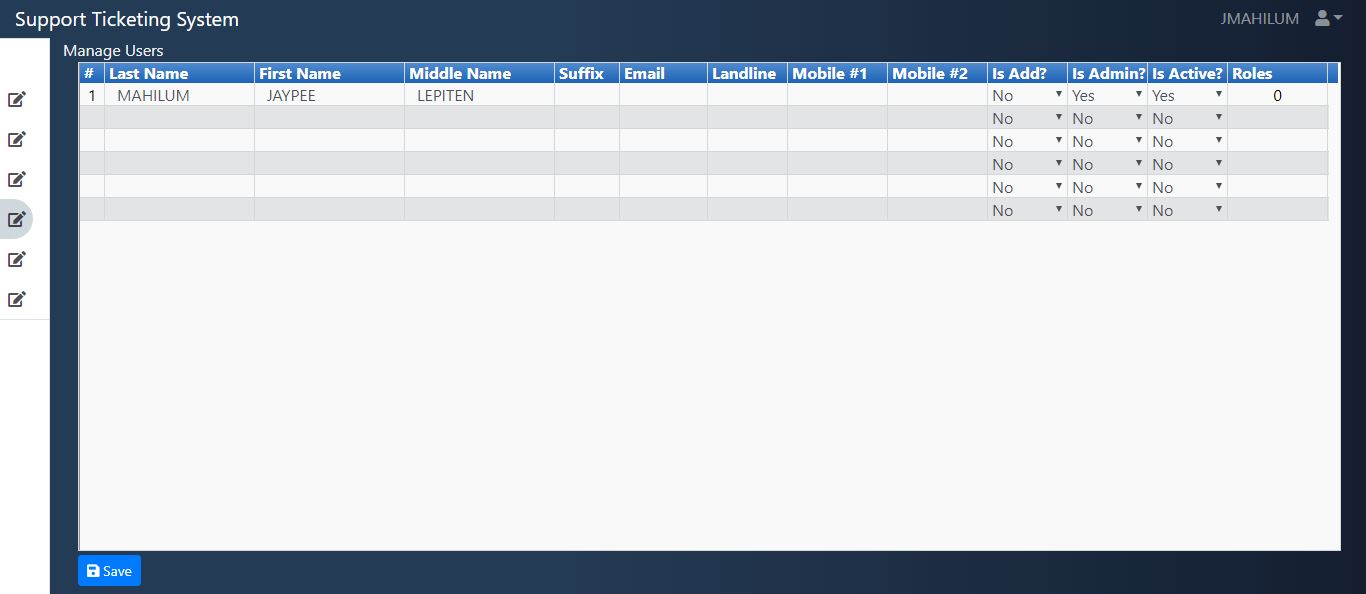 Support Ticketing System JMAHILUM
Manage Users
# Last Name First Name Middle Name Suffix Email Landline Mobile #1 Mobile #2 Is Add? Is Admin? Is Active? Roles
1 MAHILUM JAYPEE LEPITEN No Yes Yes 0
No No No
No No No
No No No
No No No
No No No
Save